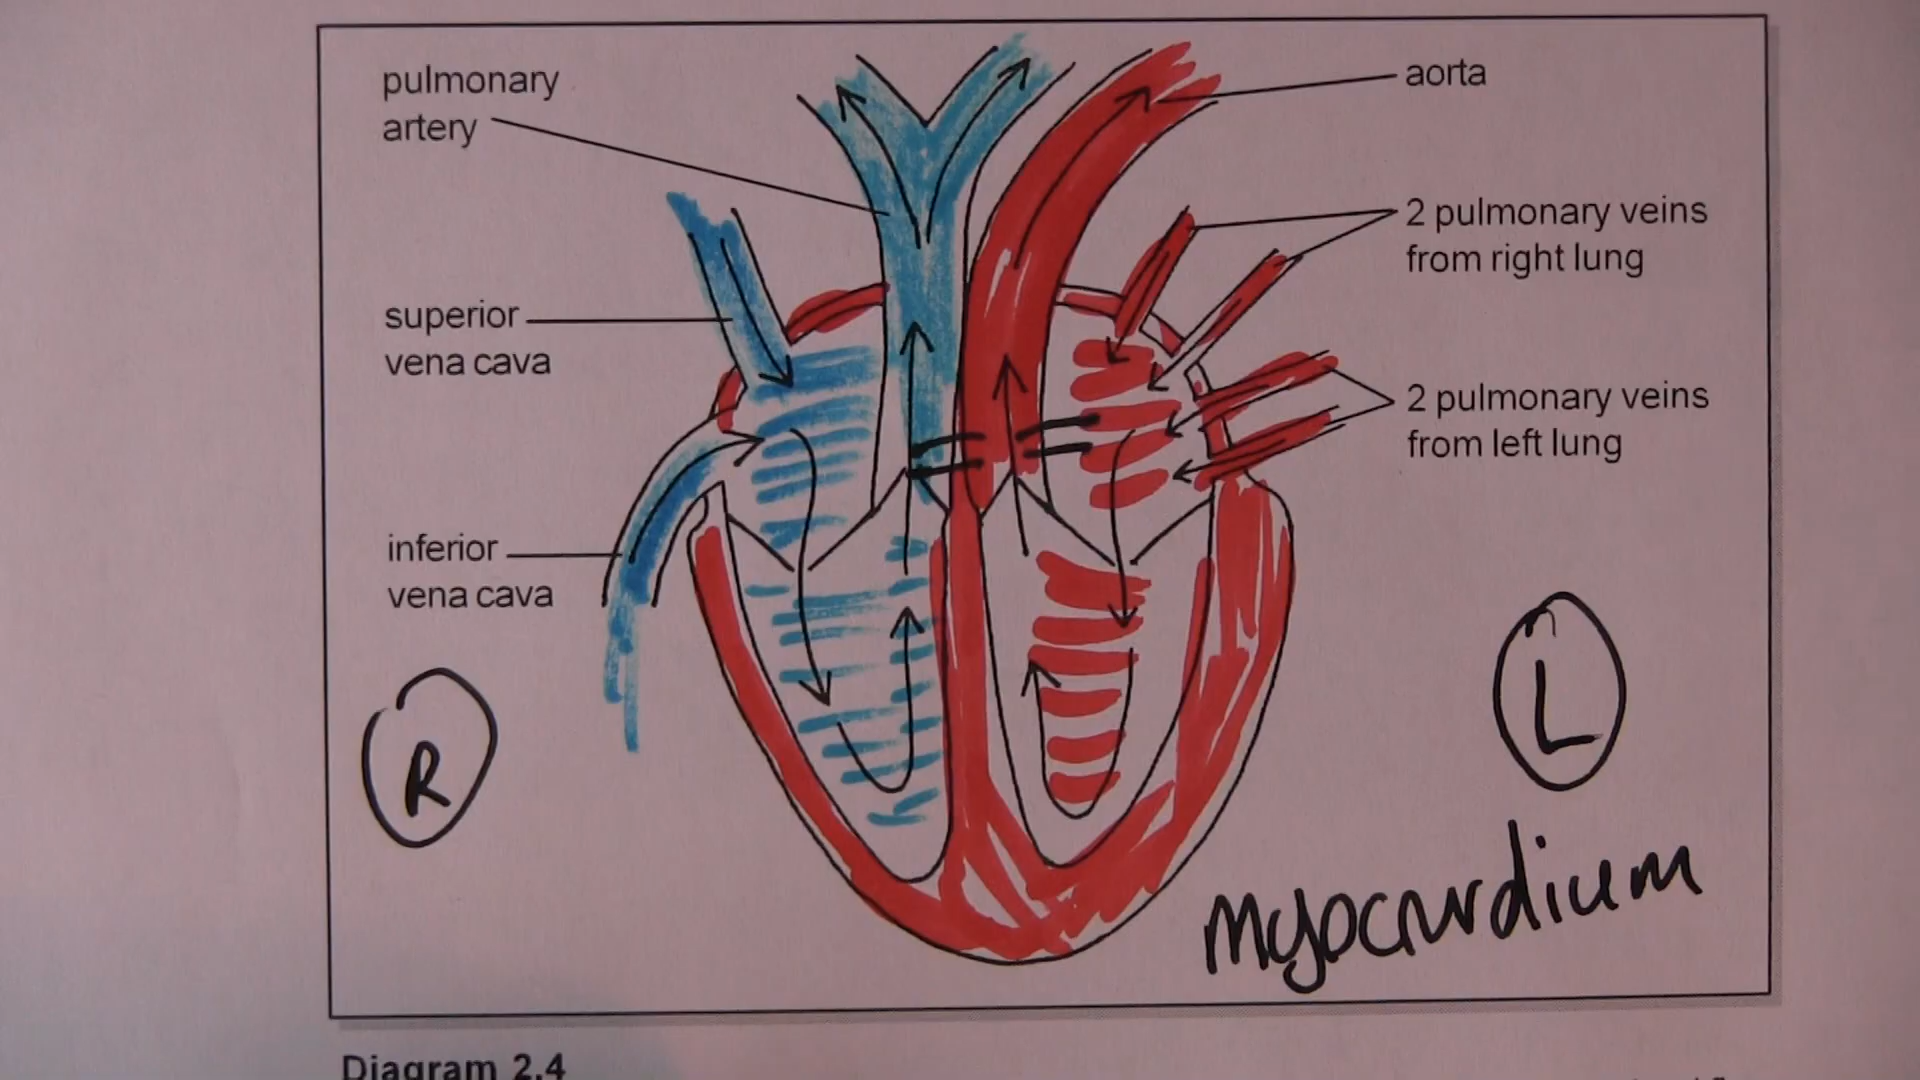 pulmonary
artery
aorta
2 pulmonary veins
from right lung
superior
vena cava
2 pulmonary veins
from left lung
inferior
vena cava
R
L
myocardium
Diagram 2.4